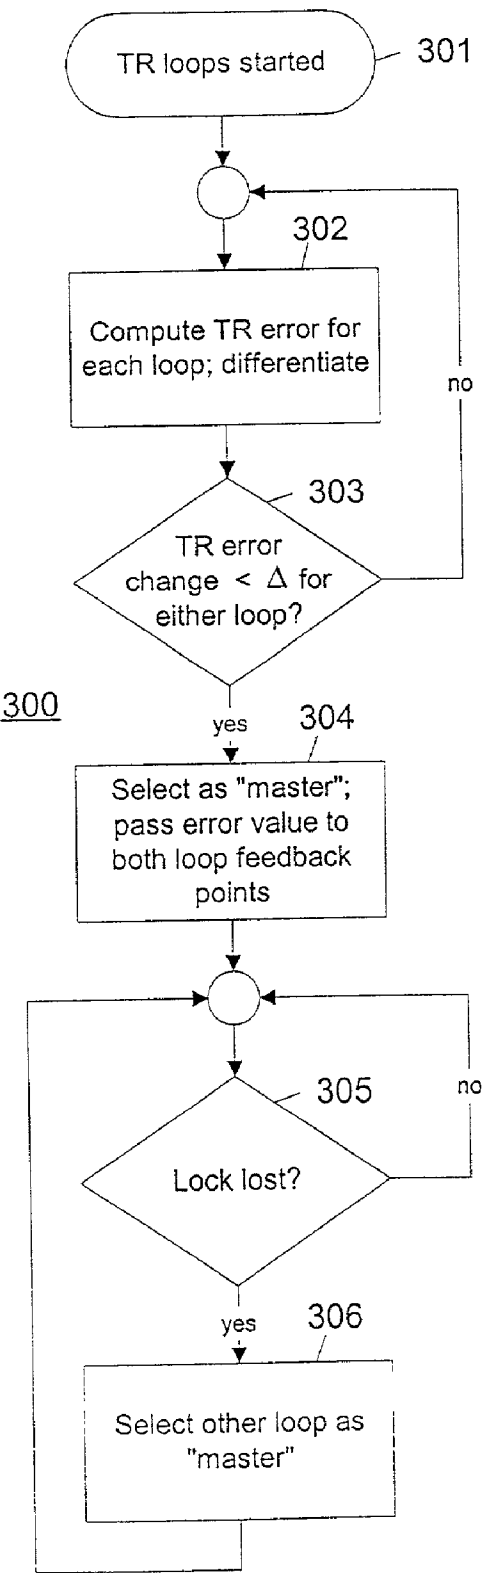 TR loops started
301
302
Compute TR error for
each loop; differentiate
no
303
TR error
change < Δ for
either loop?
300
yes
304
Select as "master";
pass error value to
both loop feedback
points
305
no
Lock lost?
yes
306
Select other loop as
"master"